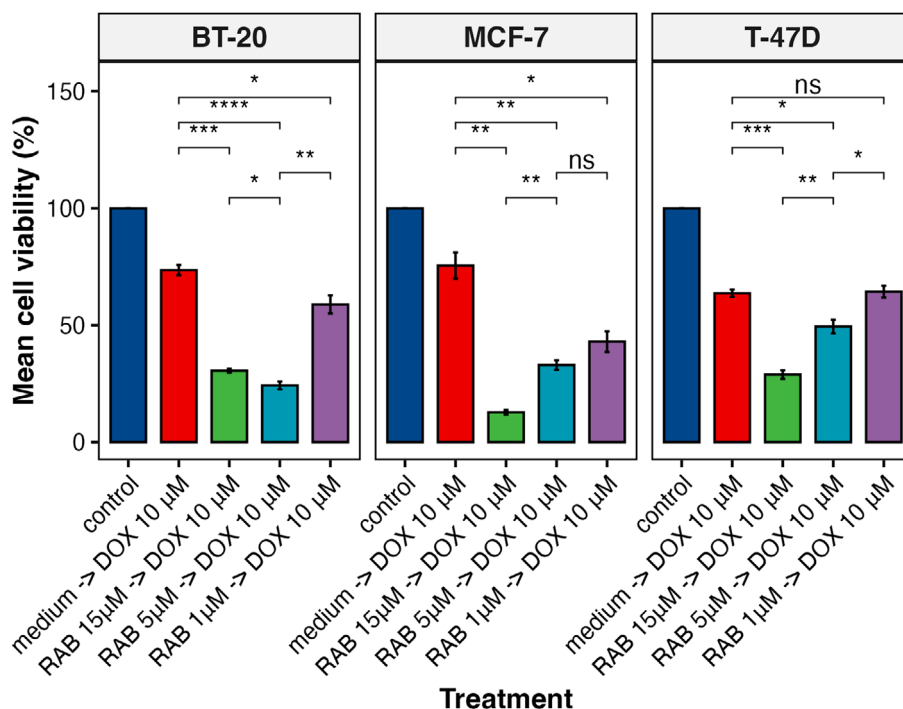 BT-20 MCF-7 T-47D
Mean cell viability (%)
150
100
50
0
* **** *** ** *
* ** ** ns **
ns * *** * **
control
medium -> DOX 10 µM
RAB 15µM -> DOX 10 µM
RAB 5µM -> DOX 10 µM
RAB 1µM -> DOX 10 µM
control
medium -> DOX 10 µM
RAB 15µM -> DOX 10 µM
RAB 5µM -> DOX 10 µM
RAB 1µM -> DOX 10 µM
control
medium -> DOX 10 µM
RAB 15µM -> DOX 10 µM
RAB 5µM -> DOX 10 µM
RAB 1µM -> DOX 10 µM
Treatment